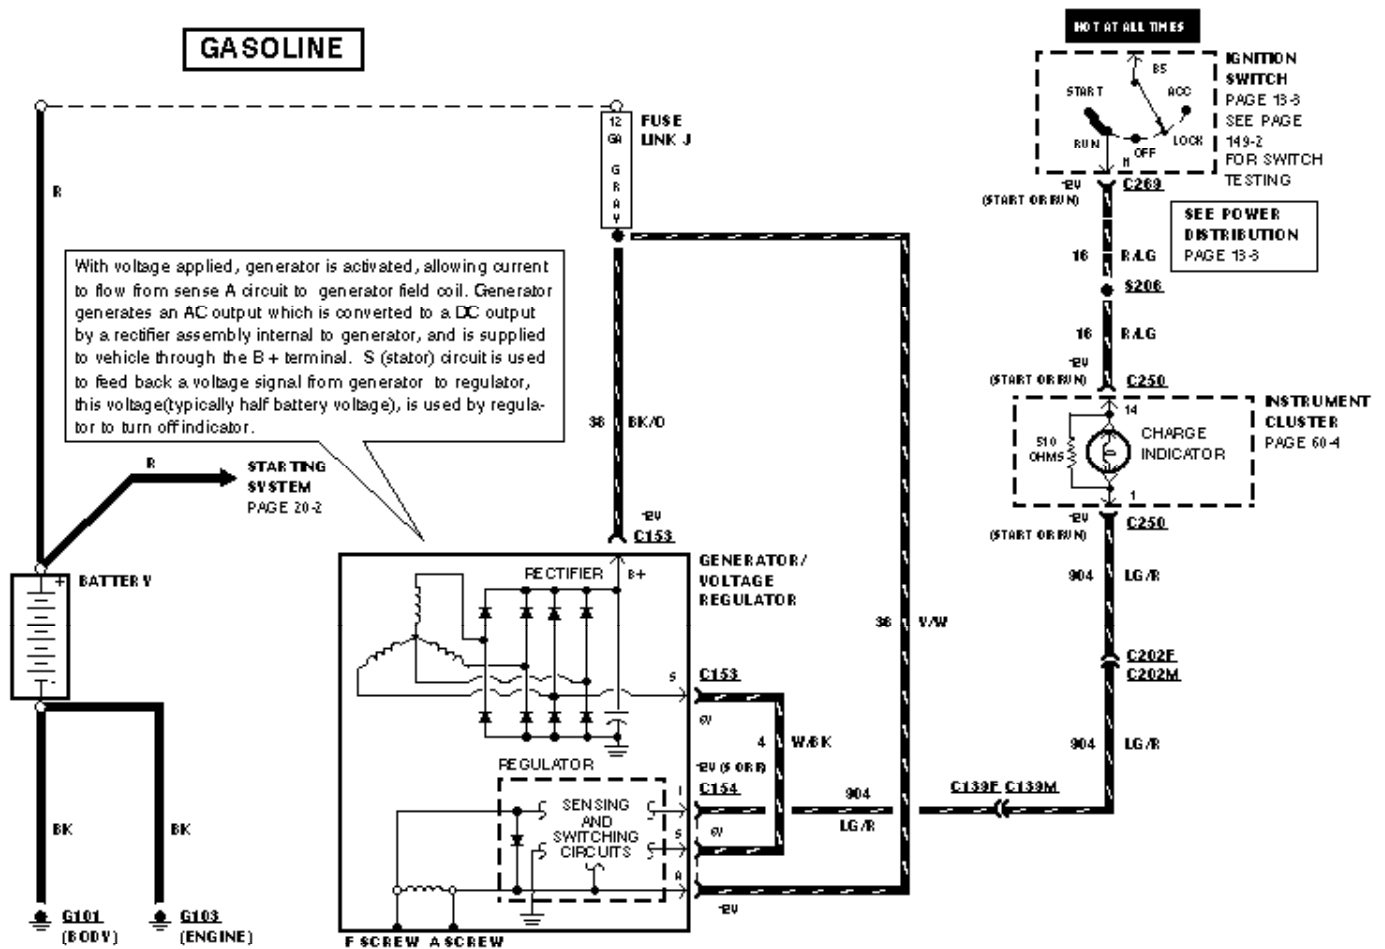 GASOLINE
HOT AT ALL TIMES
IGNITION
SWITCH
PAGE 13-3
SEE PAGE
149-2
FOR SWITCH
TESTING
B5
START
ACC
RUN
OFF
LOCK
12
GA
G
R
A
Y
FUSE
LINK J
R
12V
(START OR RUN)
C269
SEE POWER
DISTRIBUTION
PAGE 13-3
16
R/LG
S206
16
R/LG
12V
(START OR RUN)
C250
With voltage applied, generator is activated, allowing current
to flow from sense A circuit to generator field coil. Generator
generates an AC output which is converted to a DC output
by a rectifier assembly internal to generator, and is supplied
to vehicle through the B + terminal. S (stator) circuit is used
to feed back a voltage signal from generator to regulator,
this voltage(typically half battery voltage), is used by regula-
tor to turn off indicator.
38
BK/O
14
510
OHMS
CHARGE
INDICATOR
INSTRUMENT
CLUSTER
PAGE 60-4
1
R
STARTING
SYSTEM
PAGE 20-2
12V
C153
12V
(START OR RUN)
C250
+
BATTERY
-
RECTIFIER
B+
GENERATOR/
VOLTAGE
REGULATOR
904
LG/R
36
Y/W
C202F
C202M
S
C153
6V
4
W/BK
904
LG/R
REGULATOR
12V (S OR R)
C154
I
904
LG/R
C139F
C139M
SENSING
AND
SWITCHING
CIRCUITS
S
6V
A
12V
BK
BK
G101
(BODY)
G103
(ENGINE)
F SCREW
A SCREW